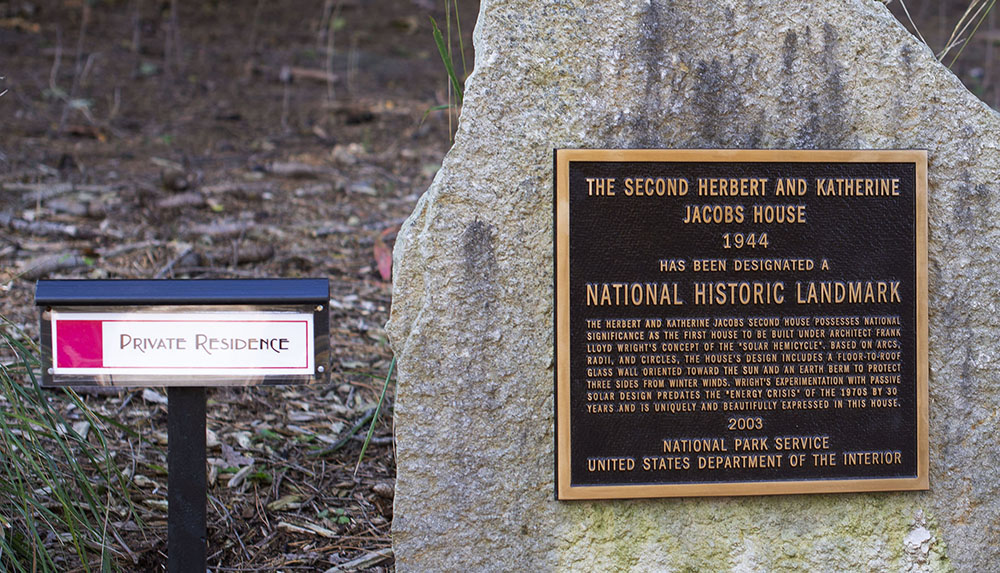 Private Residence
THE SECOND HERBERT AND KATHERINE
JACOBS HOUSE
1944
HAS BEEN DESIGNATED A
NATIONAL HISTORIC LANDMARK
THE HERBERT AND KATHERINE JACOBS SECOND HOUSE POSSESSES NATIONAL
SIGNIFICANCE AS THE FIRST HOUSE TO BE BUILT UNDER ARCHITECT FRANK
LLOYD WRIGHT'S CONCEPT OF THE "SOLAR HEMICYCLE". BASED ON ARCS,
RADII, AND CIRCLES, THE HOUSE'S DESIGN INCLUDES A FLOOR-TO-ROOF
GLASS WALL ORIENTED TOWARD THE SUN AND AN EARTH BERM TO PROTECT
THREE SIDES FROM WINTER WINDS. WRIGHT'S EXPERIMENTATION WITH PASSIVE
SOLAR DESIGN PREDATES THE "ENERGY CRISIS" OF THE 1970S BY 30
YEARS AND IS UNIQUELY AND BEAUTIFULLY EXPRESSED IN THIS HOUSE.
2003
NATIONAL PARK SERVICE
UNITED STATES DEPARTMENT OF THE INTERIOR